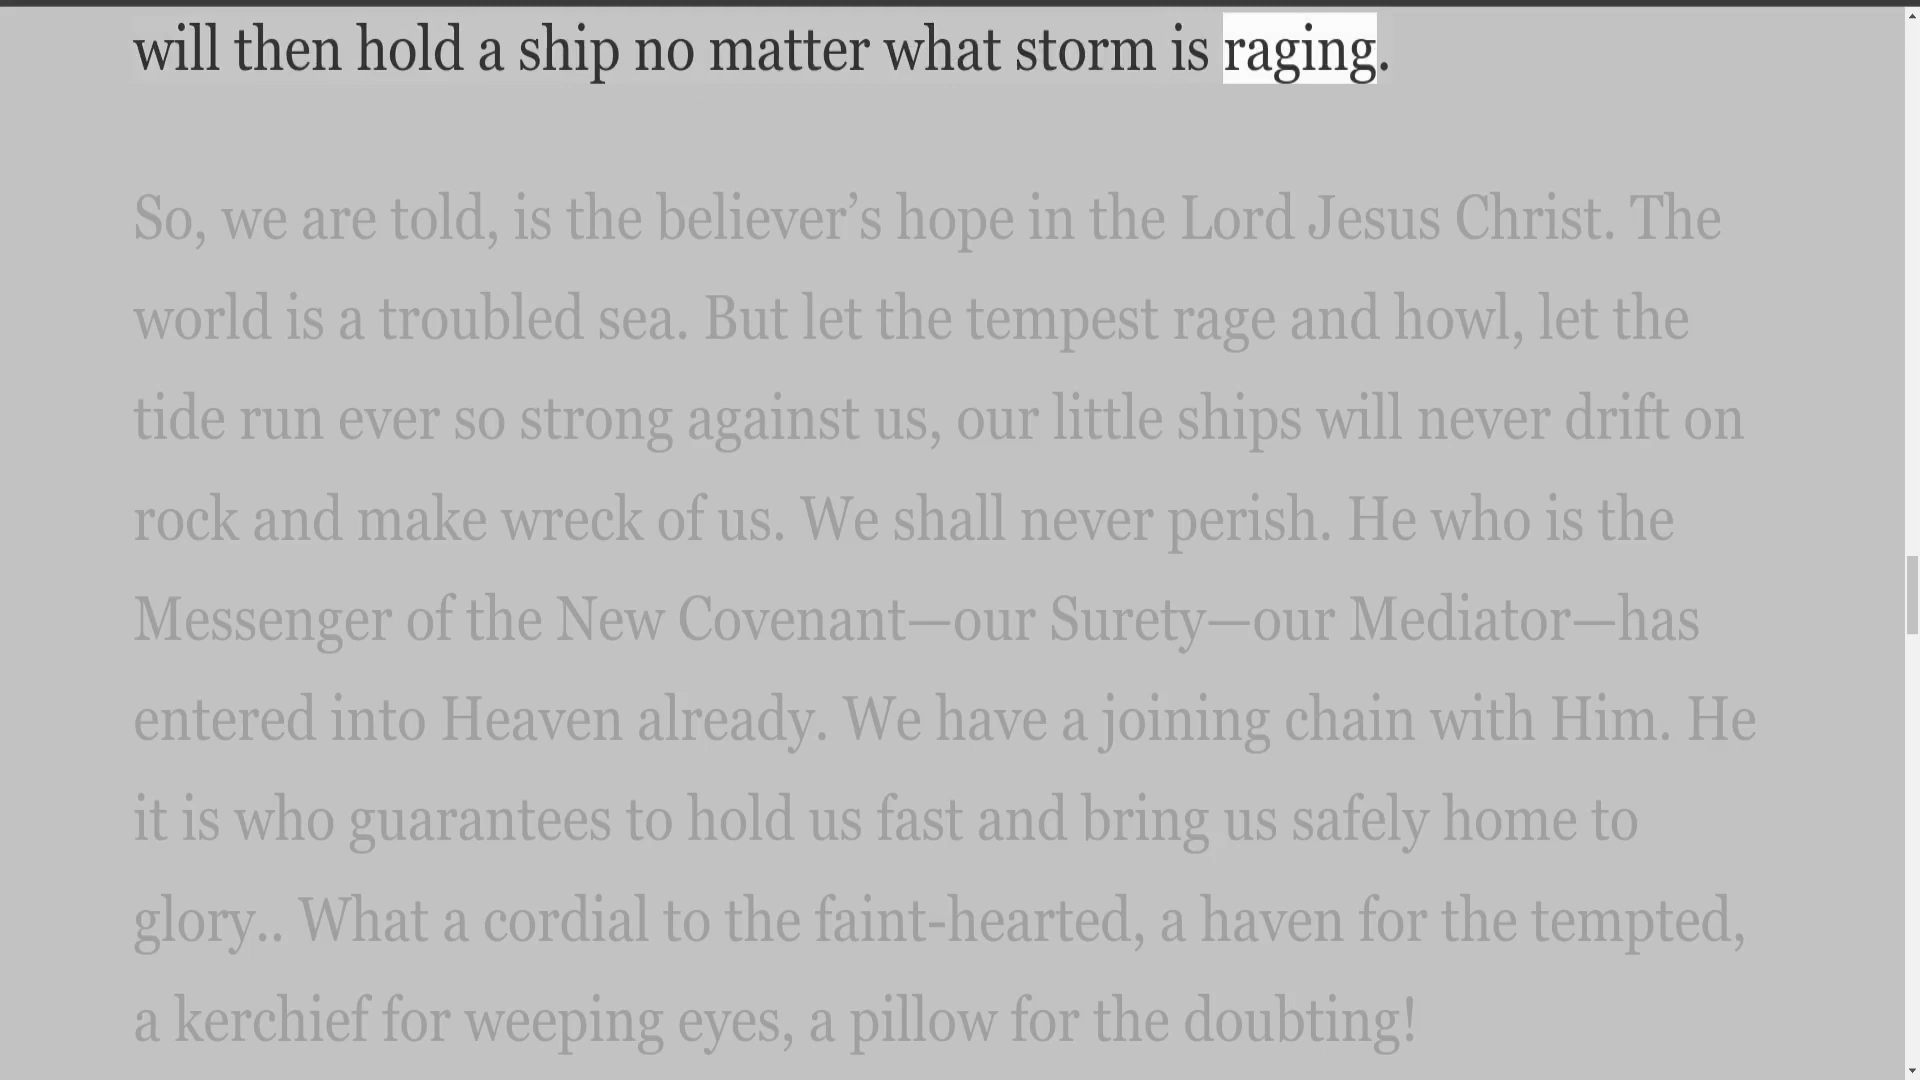 will then hold a ship no matter what storm is raging.
So, we are told, is the believer’s hope in the Lord Jesus Christ. The
world is a troubled sea. But let the tempest rage and howl, let the
tide run ever so strong against us, our little ships will never drift on
rock and make wreck of us. We shall never perish. He who is the
Messenger of the New Covenant—our Surety—our Mediator—has
entered into Heaven already. We have a joining chain with Him. He
it is who guarantees to hold us fast and bring us safely home to
glory.. What a cordial to the faint-hearted, a haven for the tempted,
a kerchief for weeping eyes, a pillow for the doubting!